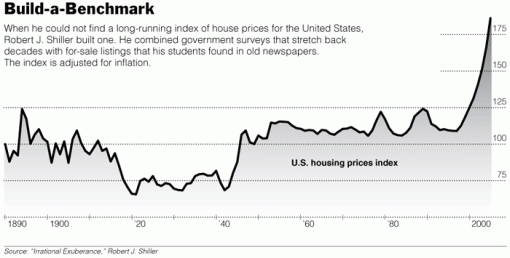 Build-a-Benchmark
When he could not find a long-running index of house prices for the United States,
Robert J. Shiller built one. He combined government surveys that stretch back
decades with for-sale listings that his students found in old newspapers.
The index is adjusted for inflation.
175
150
125
100
75
U.S. housing prices index
1890 1900 '20 '40 '60 '80 2000
Source: "Irrational Exuberance," Robert J. Shiller